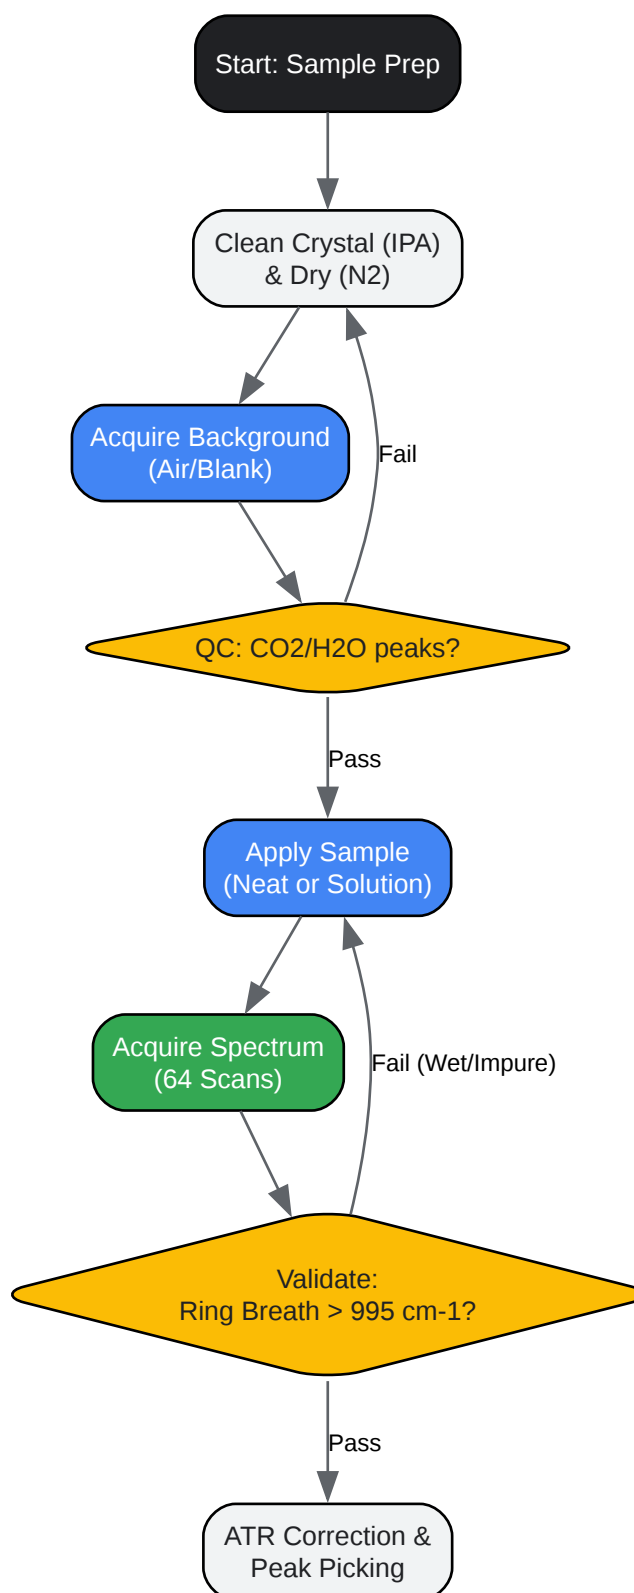 Start: Sample Prep
Clean Crystal (IPA)
& Dry (N2)
Acquire Background
(Air/Blank)
Fail
QC: CO2/H2O peaks?
Pass
Apply Sample
(Neat or Solution)
Acquire Spectrum
(64 Scans)
Fail (Wet/Impure)
Validate:
Ring Breath > 995 cm-1?
Pass
ATR Correction &
Peak Picking